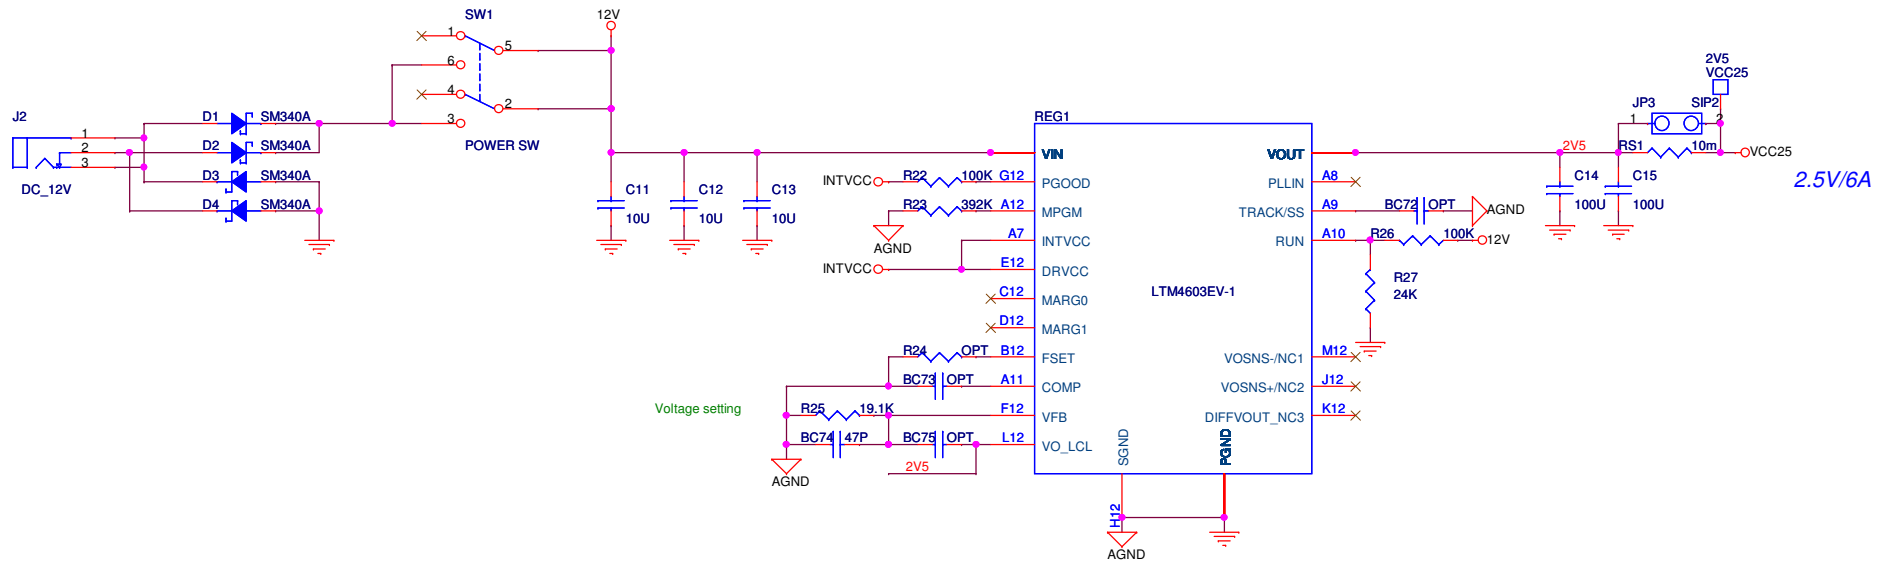 SW1
12V
1
5
6
4
2
3
POWER SW
J2
1
2
3
DC_12V
D1 SM340A
D2 SM340A
D3 SM340A
D4 SM340A
C11
10U
C12
10U
C13
10U
REG1
VIN
VOUT
INTVCC
R22 100K G12
PGOOD
R23 392K A12
MPGM
AGND
A7
INTVCC
INTVCC
E12
DRVCC
C12
MARG0
D12
MARG1
R24 OPT B12
FSET
BC73 OPT A11
COMP
Voltage setting
R25 19.1K F12
VFB
BC74 47P
BC75 OPT L12
VO_LCL
2V5
AGND
LTM4603EV-1
PLLIN
A8
TRACK/SS
A9
BC72 OPT
AGND
RUN
A10
R26 100K
12V
R27
24K
VOSNS-/NC1
M12
VOSNS+/NC2
J12
DIFFVOUT_NC3
K12
SGND
PGND
H12
AGND
2V5
C14
100U
C15
100U
2V5
VCC25
JP3 SIP2
1 2
RS1 10m
VCC25
2.5V/6A